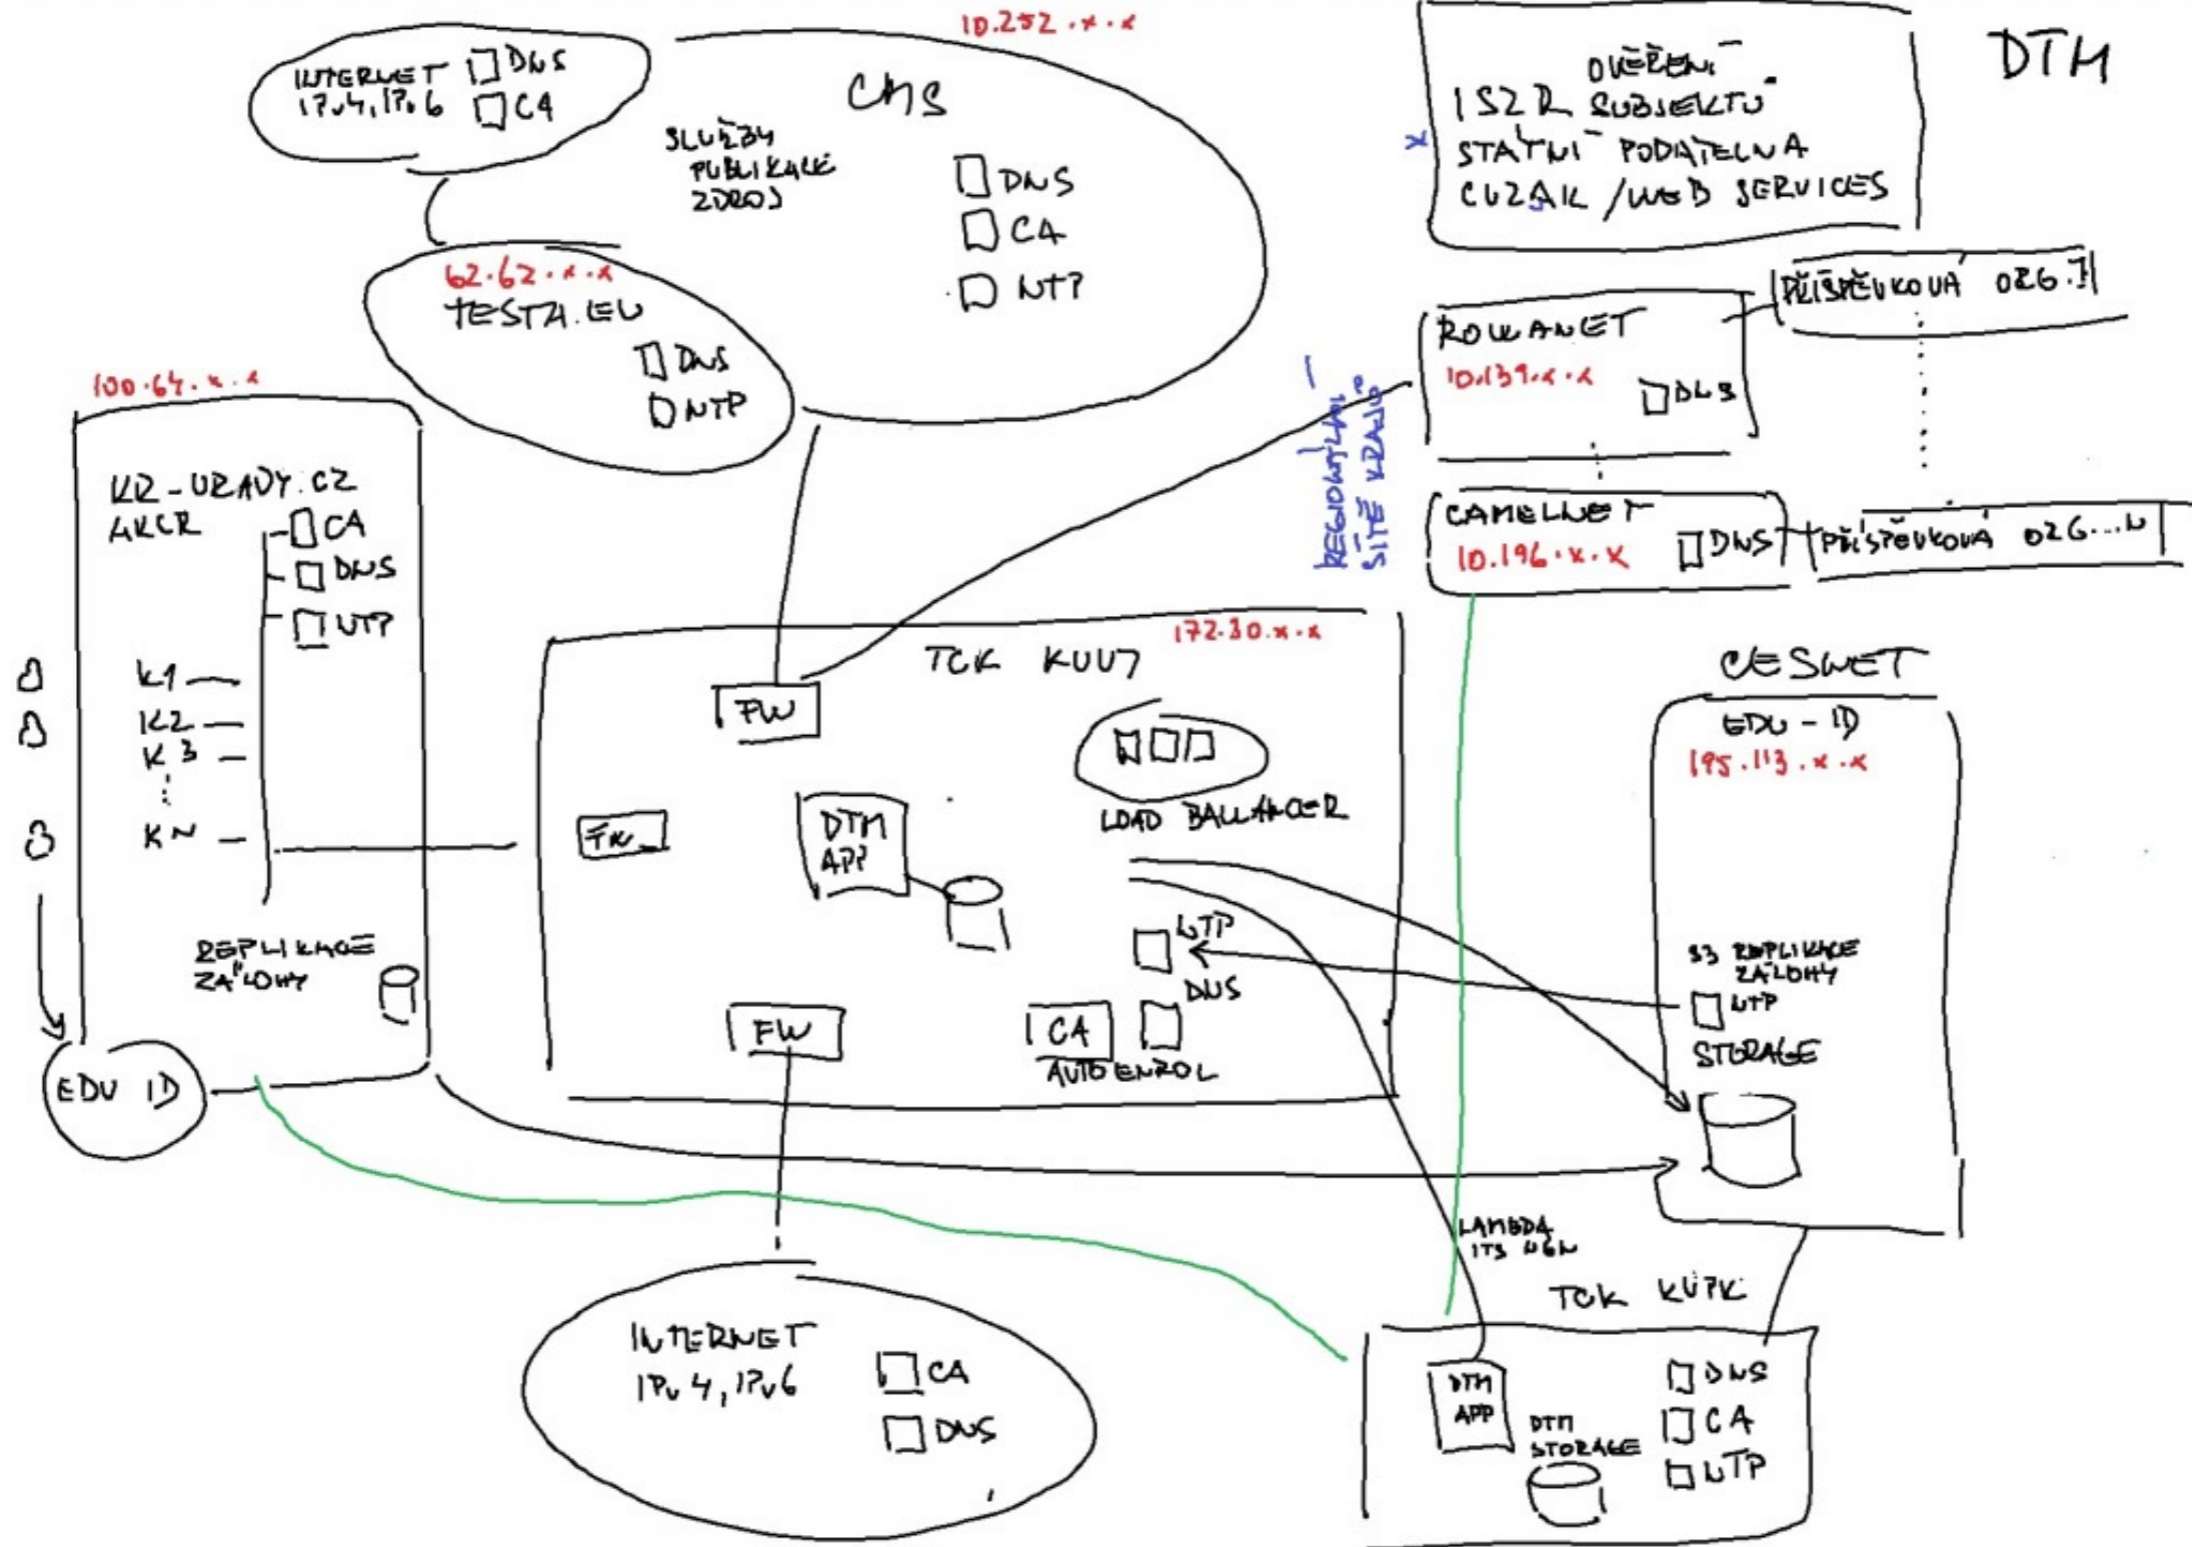 10.252.x.x
DTM
INTERNET
IPv4, IPv6
DNS
CA
CMS
SLUŽBY
PUBLIKACE
ZDROJ
DNS
CA
NTP
OVĚŘENÍ
ISZR SUBJEKTŮ
STÁTNÍ PODATELNA
CUZAK / WEB SERVICES
x
62.62.x.x
TESTA.EU
DNS
NTP
ROWANET
10.139.x.x
DNS
PŘÍSPĚVKOVÁ ORG.1
REGIONÁLNÍ
SÍTĚ KRAJŮ
CAMELNET
10.196.x.x
DNS
PŘÍSPĚVKOVÁ ORG...N
100.64.x.x
KR-URADY.CZ
AKCR
CA
DNS
NTP
K1
K2
K3
KN
REPLIKACE
ZÁLOHY
EDU ID
172.30.x.x
TCK
FW
LOAD BALLANCER
DTM
APP
NTP
DNS
FW
CA
AUTOENROL
CESNET
EDU-ID
195.113.x.x
S3 REPLIKACE
ZÁLOHY
NTP
STORAGE
LAMBDA
TCK KÚPK
DTM
APP
DTM
STORAGE
DNS
CA
NTP
INTERNET
IPv4, IPv6
CA
DNS